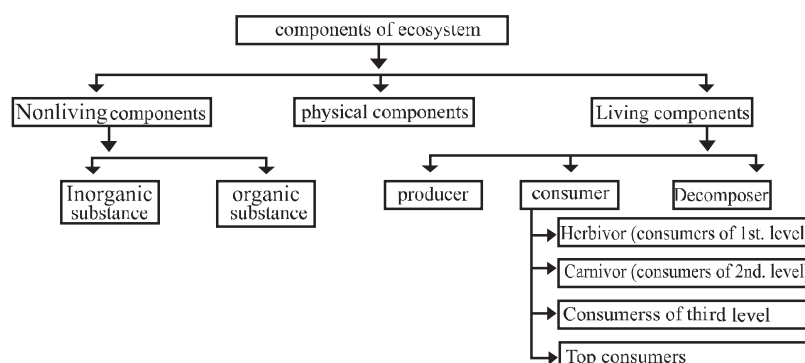 components of ecosystem
Nonliving components
physical components
Living components
Inorganic
substance
organic
substance
producer
consumer
Decomposer
Herbivor (consumers of 1st. level
Carnivor (consumers of 2nd. level)
Consumerss of third level
Top consumers